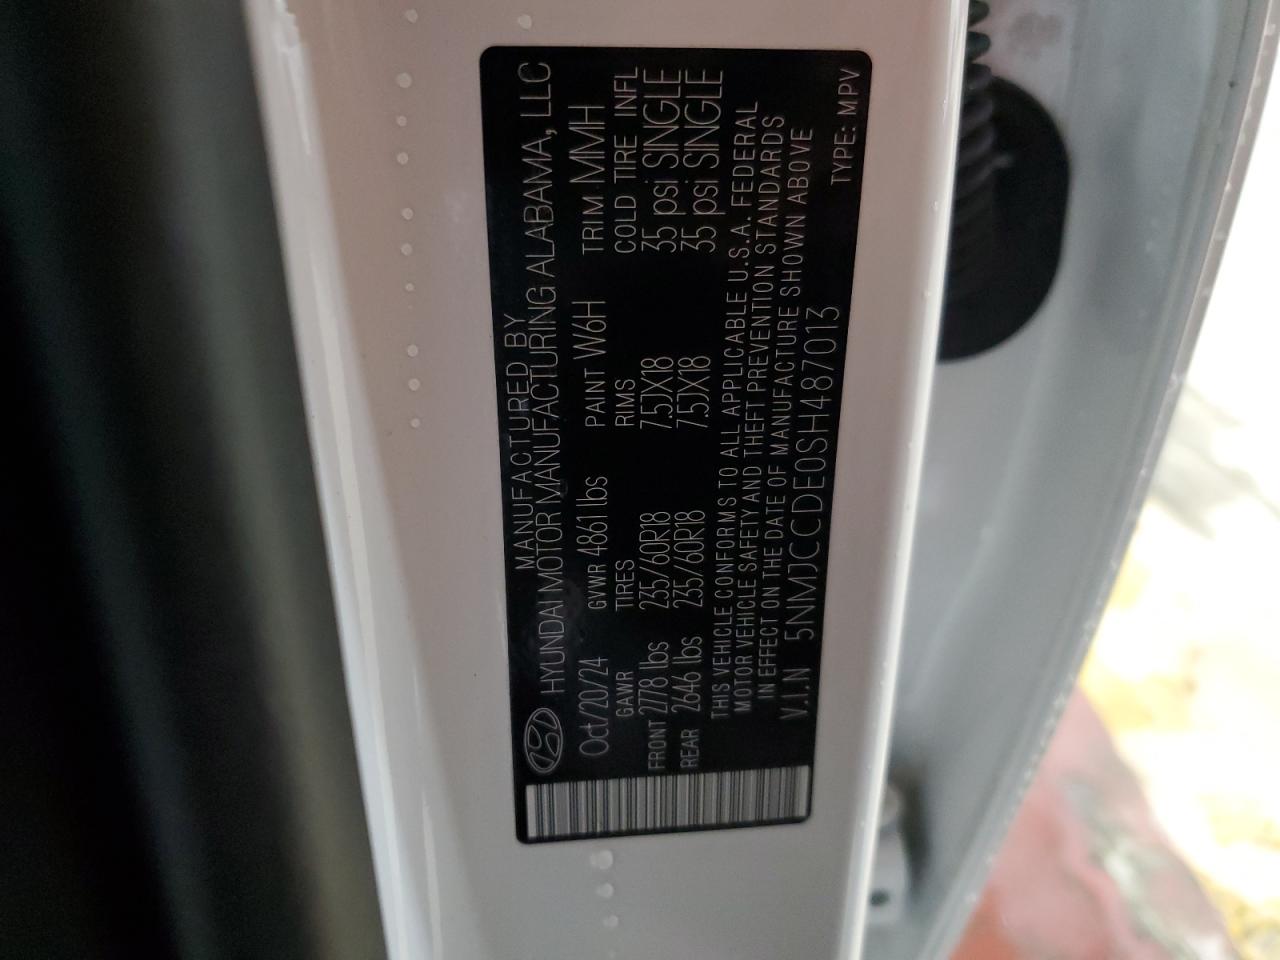 MANUFACTURED BY
HYUNDAI MOTOR MANUFACTURING ALABAMA, LLC
Oct/20/24 GVWR 4861 lbs PAINT W6H TRIM MMH
GAWR TIRES RIMS COLD TIRE INFL
FRONT 2778 lbs 235/60R18 7.5JX18 35 psi SINGLE
REAR 2646 lbs 235/60R18 7.5JX18 35 psi SINGLE
THIS VEHICLE CONFORMS TO ALL APPLICABLE U.S.A. FEDERAL
MOTOR VEHICLE SAFETY AND THEFT PREVENTION STANDARDS
IN EFFECT ON THE DATE OF MANUFACTURE SHOWN ABOVE
V.I.N 5NMJCCDE0SH487013 TYPE: MPV